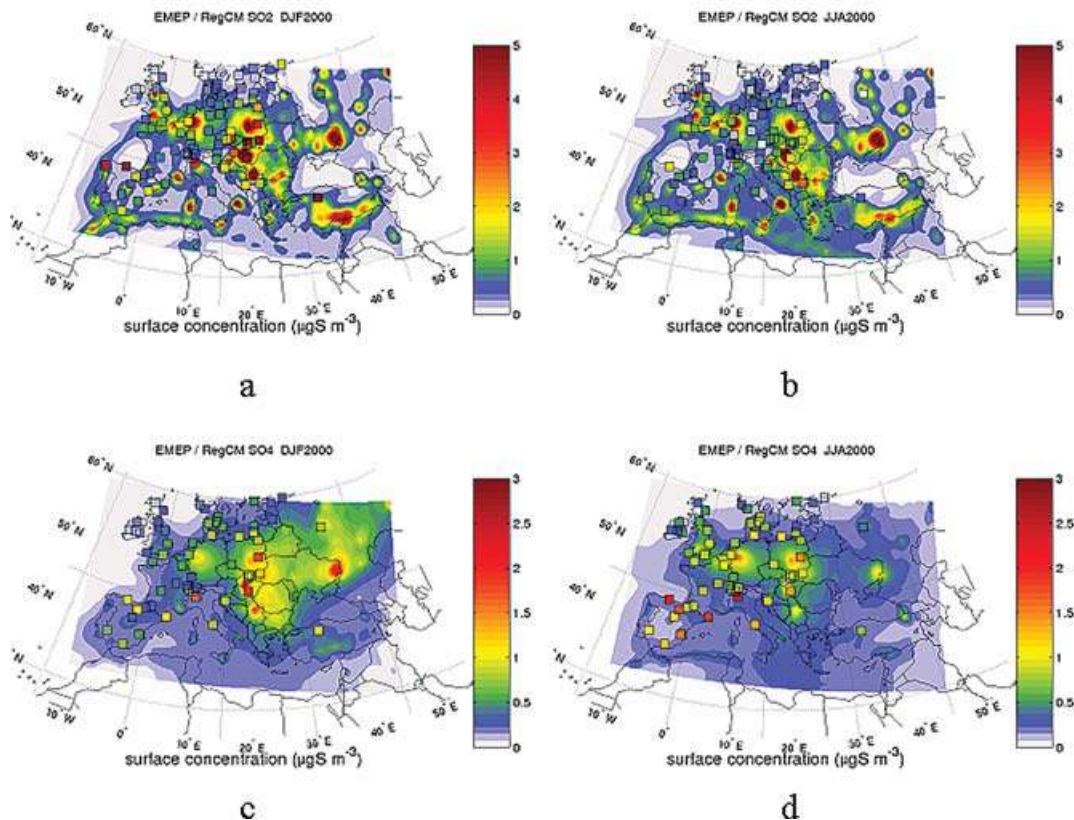 EMEP / RegCM SO2 DJF2000
60°N
50°N
40°N
°N
10°W
0°
10°E
20°E
30°E
40°E
50°E
5
4
3
2
1
0
surface concentration (µgS m⁻³)
a
EMEP / RegCM SO2 JJA2000
60°N
50°N
40°N
°N
10°W
0°
10°E
20°E
30°E
40°E
50°E
5
4
3
2
1
0
surface concentration (µgS m⁻³)
b
EMEP / RegCM SO4 DJF2000
60°N
50°N
40°N
°N
10°W
0°
10°E
20°E
30°E
40°E
50°E
3
2.5
2
1.5
1
0.5
0
surface concentration (µgS m⁻³)
c
EMEP / RegCM SO4 JJA2000
60°N
50°N
40°N
°N
10°W
0°
10°E
20°E
30°E
40°E
50°E
3
2.5
2
1.5
1
0.5
0
surface concentration (µgS m⁻³)
d